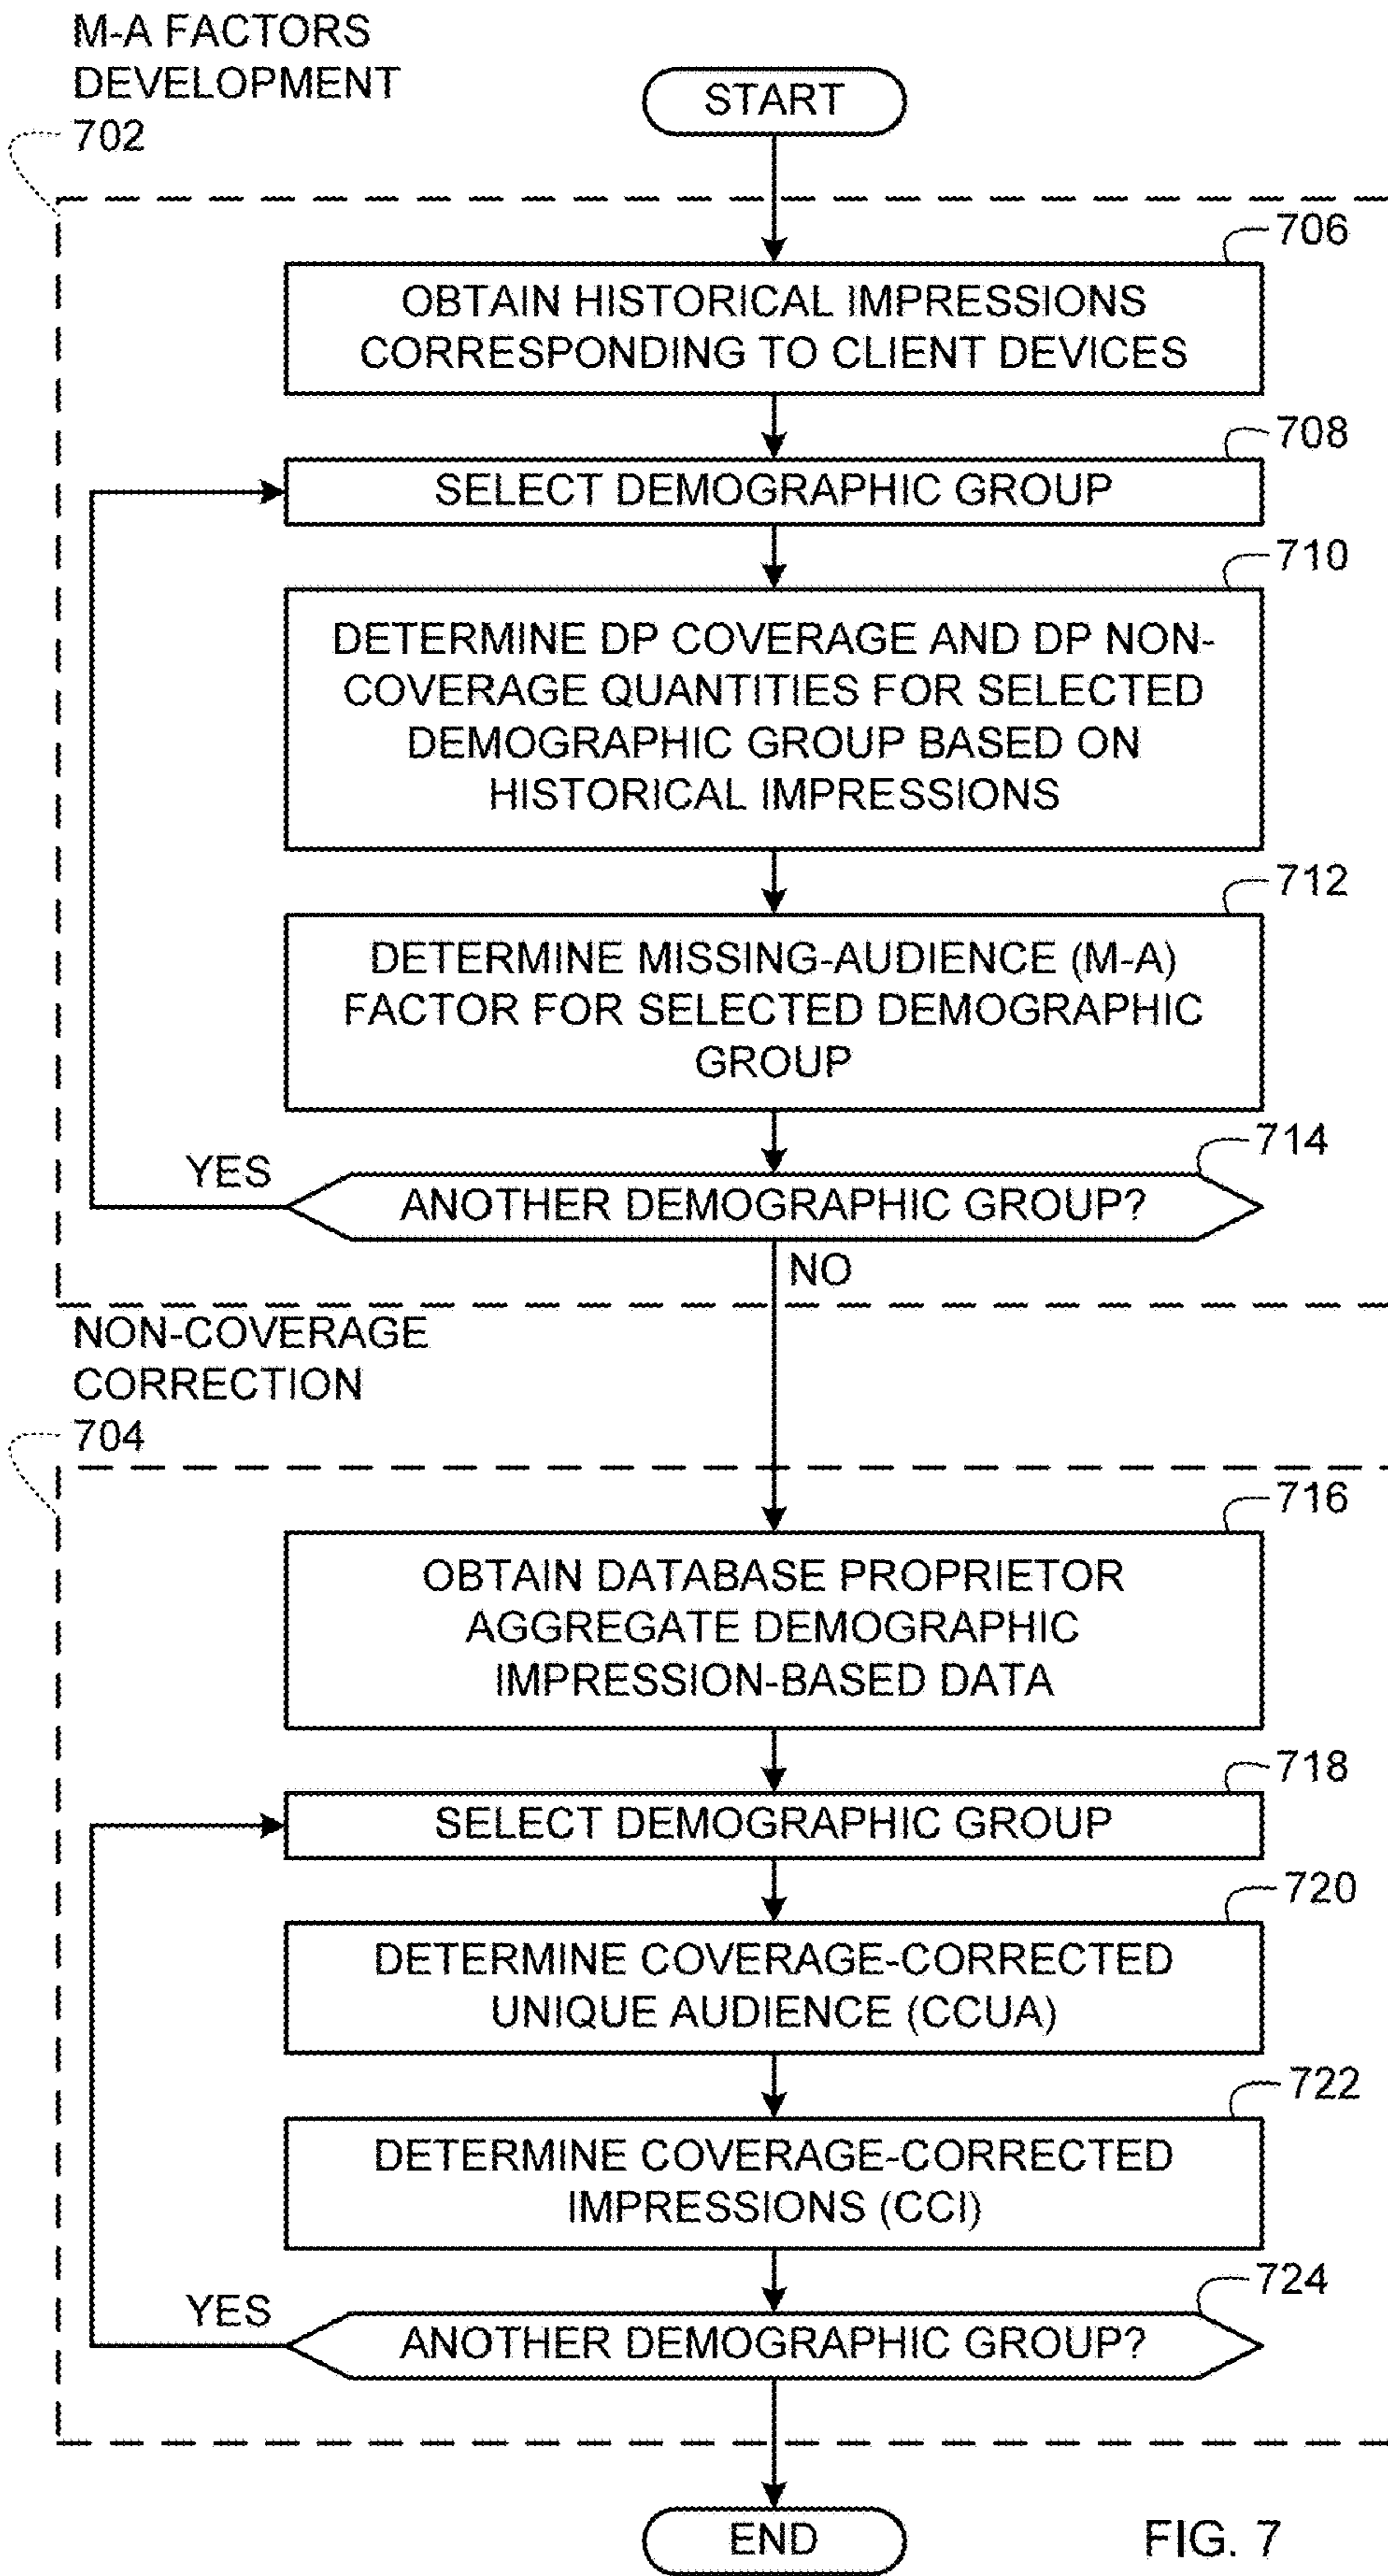 M-A FACTORS
DEVELOPMENT
702
START
706
OBTAIN HISTORICAL IMPRESSIONS
CORRESPONDING TO CLIENT DEVICES
708
SELECT DEMOGRAPHIC GROUP
710
DETERMINE DP COVERAGE AND DP NON-
COVERAGE QUANTITIES FOR SELECTED
DEMOGRAPHIC GROUP BASED ON
HISTORICAL IMPRESSIONS
712
DETERMINE MISSING-AUDIENCE (M-A)
FACTOR FOR SELECTED DEMOGRAPHIC
GROUP
714
YES
ANOTHER DEMOGRAPHIC GROUP?
NO
NON-COVERAGE
CORRECTION
704
716
OBTAIN DATABASE PROPRIETOR
AGGREGATE DEMOGRAPHIC
IMPRESSION-BASED DATA
718
SELECT DEMOGRAPHIC GROUP
720
DETERMINE COVERAGE-CORRECTED
UNIQUE AUDIENCE (CCUA)
722
DETERMINE COVERAGE-CORRECTED
IMPRESSIONS (CCI)
724
YES
ANOTHER DEMOGRAPHIC GROUP?
END
FIG. 7